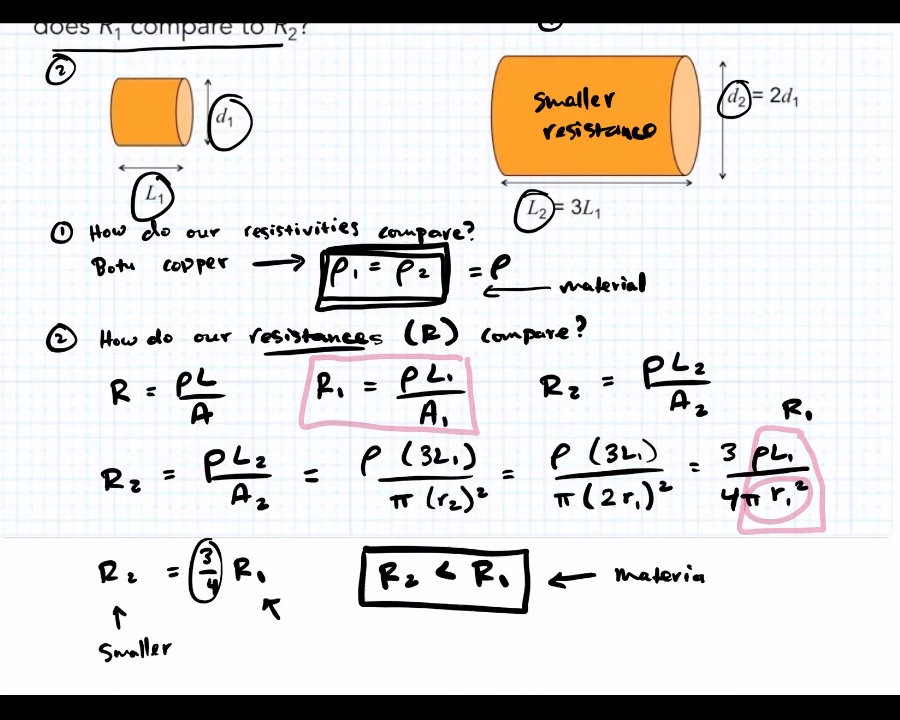 does R₁ compare to R₂?
②
d₁
L₁
smaller
resistance
d₂ = 2d₁
L₂ = 3L₁
① How do our resistivities compare?
Both copper → ρ₁ = ρ₂ = ρ
← material
② How do our resistances (R) compare?
R = ρL/A R₁ = ρL₁/A₁ R₂ = ρL₂/A₂
R₁
R₂ = ρL₂/A₂ = ρ(3L₁)/π(r₂)² = ρ(3L₁)/π(2r₁)² = 3ρL₁/4πr₁²
R₂ = 3/4 R₁ R₂ < R₁ ← materia
↑
smaller